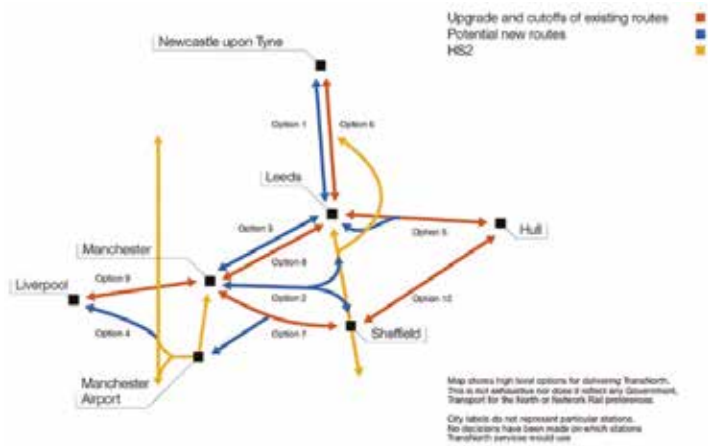 Upgrade and cutoffs of existing routes
Potential new routes
HS2
Newcastle upon Tyne
Option 1
Option 6
Leeds
Option 3
Option 5
Hull
Manchester
Option 8
Liverpool
Option 9
Option 2
Option 10
Option 4
Option 7
Sheffield
Manchester
Airport
Map shows high level options for delivering TransNorth.
This is not exhaustive nor does it reflect any Government,
Transport for the North or Network Rail preferences
City labels do not represent particular stations.
No decisions have been made on which stations
TransNorth services would use